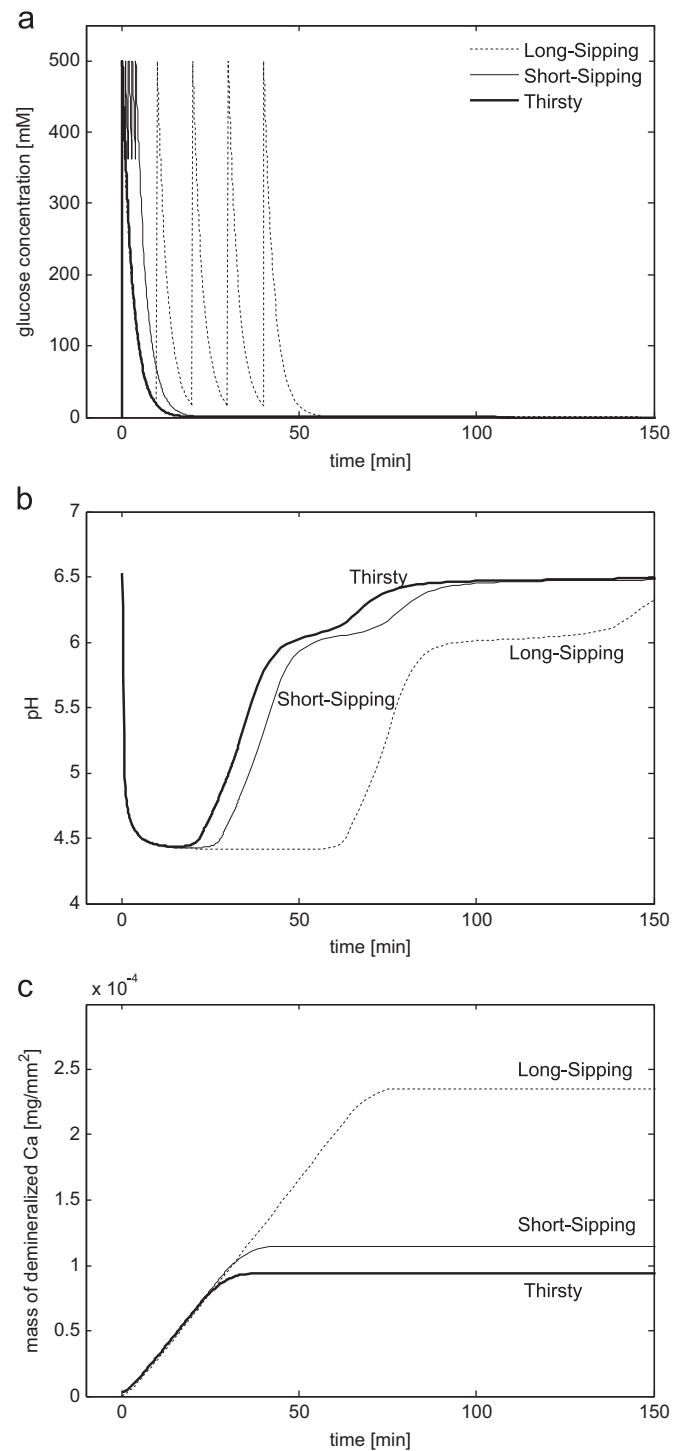 a
500
400
300
200
100
0
glucose concentration [mM]
Long-Sipping
Short-Sipping
Thirsty
0
50
100
150
time [min]
b
7
6.5
6
5.5
5
4.5
4
pH
Thirsty
Short-Sipping
Long-Sipping
0
50
100
150
time [min]
c
x 10-4
2.5
2
1.5
1
0.5
0
mass of demineralized Ca [mg/mm2]
Long-Sipping
Short-Sipping
Thirsty
0
50
100
150
time [min]